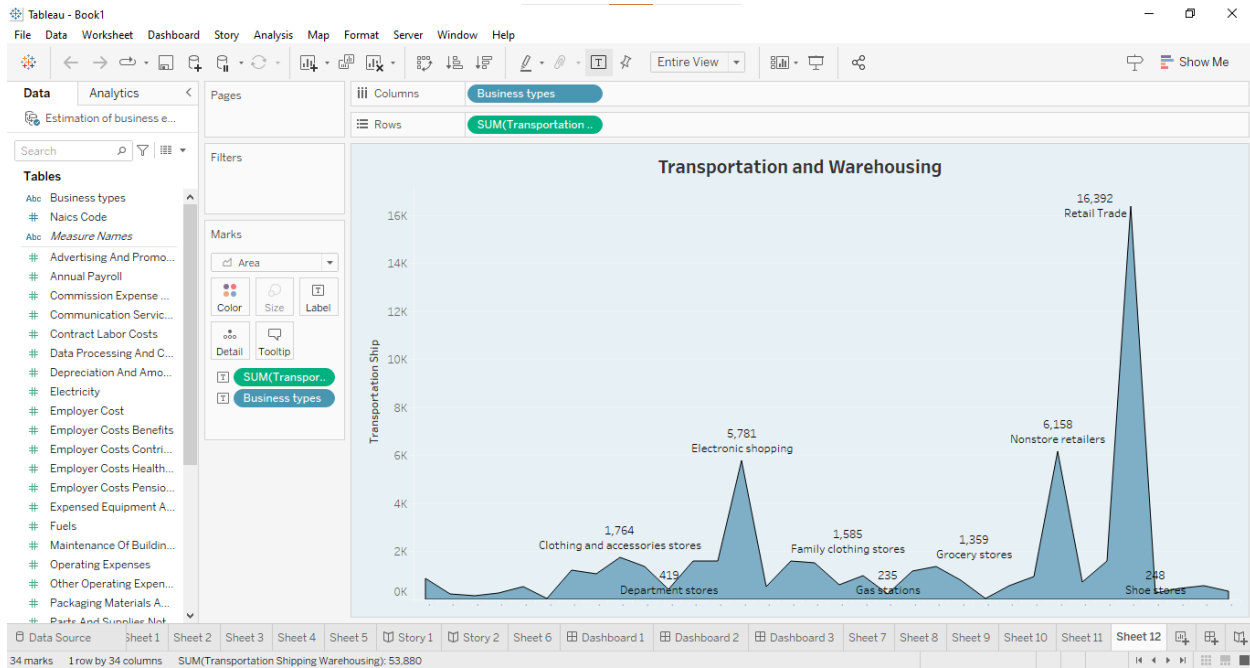 Tableau - Book1
File Data Worksheet Dashboard Story Analysis Map Format Server Window Help
Entire View
Show Me
Data Analytics
Estimation of business e...
Search
Tables
Abc Business types
# Naics Code
Abc Measure Names
# Advertising And Promo...
# Annual Payroll
# Commission Expense ...
# Communication Servic...
# Contract Labor Costs
# Data Processing And C...
# Depreciation And Amo...
# Electricity
# Employer Cost
# Employer Costs Benefits
# Employer Costs Contri...
# Employer Costs Health...
# Employer Costs Pensio...
# Expensed Equipment A...
# Fuels
# Maintenance Of Buildin...
# Operating Expenses
# Other Operating Expen...
# Packaging Materials A...
# Parts And Supplies Not
Pages
Filters
Marks
Area
Color Size Label
Detail Tooltip
SUM(Transpor..
Business types
Columns Business types
Rows SUM(Transportation ..
Transportation and Warehousing
Transportation Ship
16K
14K
12K
10K
8K
6K
4K
2K
0K
16,392
Retail Trade
6,158
Nonstore retailers
5,781
Electronic shopping
1,764
Clothing and accessories stores
1,585
Family clothing stores
1,359
Grocery stores
419
Department stores
235
Gas stations
248
Shoe stores
Data Source Sheet 1 Sheet 2 Sheet 3 Sheet 4 Sheet 5 Story 1 Story 2 Sheet 6 Dashboard 1 Dashboard 2 Dashboard 3 Sheet 7 Sheet 8 Sheet 9 Sheet 10 Sheet 11 Sheet 12
34 marks 1 row by 34 columns SUM(Transportation Shipping Warehousing): 53,880